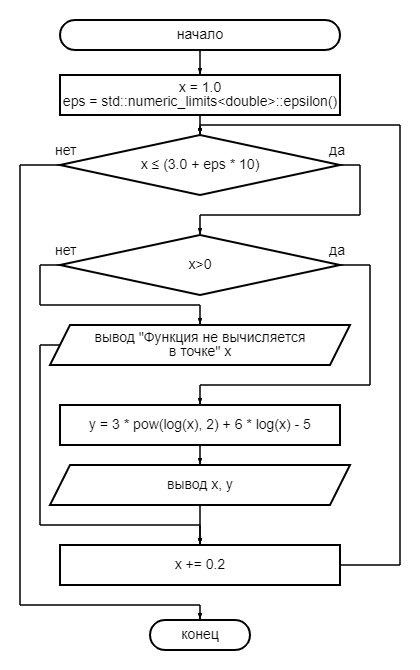 начало
x = 1.0
eps = std::numeric_limits<double>::epsilon()
нет
да
x ≤ (3.0 + eps * 10)
нет
да
x>0
вывод "Функция не вычисляется
в точке" x
y = 3 * pow(log(x), 2) + 6 * log(x) - 5
вывод x, y
x += 0.2
конец